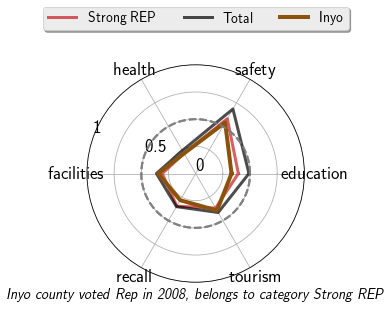 Strong REP Total Inyo
health safety
1
0.5
0
facilities education
recall tourism
Inyo county voted Rep in 2008, belongs to category Strong REP